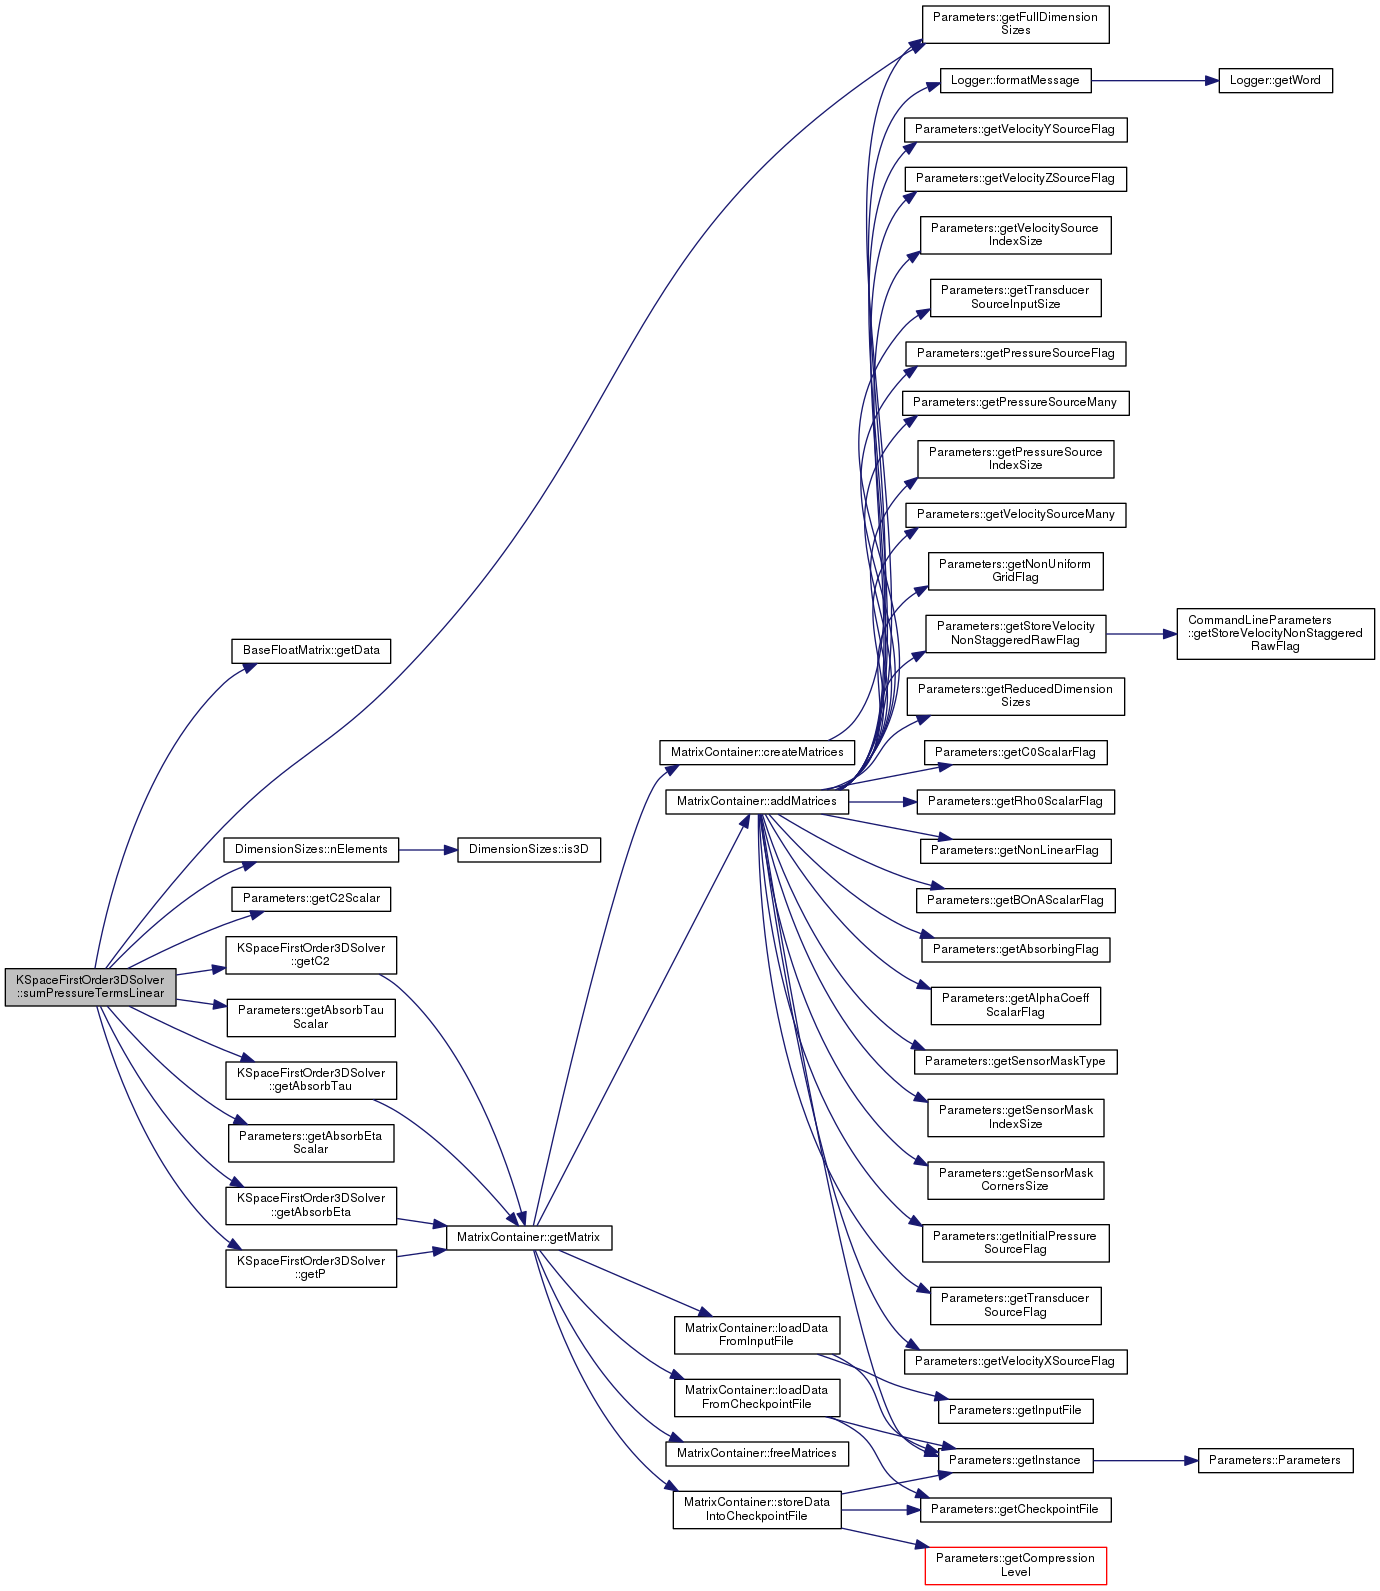 KSpaceFirstOrder3DSolver
::sumPressureTermsLinear
BaseFloatMatrix::getData
DimensionSizes::nElements
DimensionSizes::is3D
Parameters::getC2Scalar
KSpaceFirstOrder3DSolver
::getC2
Parameters::getAbsorbTau
Scalar
KSpaceFirstOrder3DSolver
::getAbsorbTau
Parameters::getAbsorbEta
Scalar
KSpaceFirstOrder3DSolver
::getAbsorbEta
KSpaceFirstOrder3DSolver
::getP
MatrixContainer::getMatrix
MatrixContainer::createMatrices
MatrixContainer::addMatrices
MatrixContainer::loadData
FromInputFile
MatrixContainer::loadData
FromCheckpointFile
MatrixContainer::freeMatrices
MatrixContainer::storeData
IntoCheckpointFile
Parameters::getFullDimension
Sizes
Logger::formatMessage
Logger::getWord
Parameters::getVelocityYSourceFlag
Parameters::getVelocityZSourceFlag
Parameters::getVelocitySource
IndexSize
Parameters::getTransducer
SourceInputSize
Parameters::getPressureSourceFlag
Parameters::getPressureSourceMany
Parameters::getPressureSource
IndexSize
Parameters::getVelocitySourceMany
Parameters::getNonUniform
GridFlag
Parameters::getStoreVelocity
NonStaggeredRawFlag
CommandLineParameters
::getStoreVelocityNonStaggered
RawFlag
Parameters::getReducedDimension
Sizes
Parameters::getC0ScalarFlag
Parameters::getRho0ScalarFlag
Parameters::getNonLinearFlag
Parameters::getBOnAScalarFlag
Parameters::getAbsorbingFlag
Parameters::getAlphaCoeff
ScalarFlag
Parameters::getSensorMaskType
Parameters::getSensorMask
IndexSize
Parameters::getSensorMask
CornersSize
Parameters::getInitialPressure
SourceFlag
Parameters::getTransducer
SourceFlag
Parameters::getVelocityXSourceFlag
Parameters::getInputFile
Parameters::getInstance
Parameters::Parameters
Parameters::getCheckpointFile
Parameters::getCompression
Level